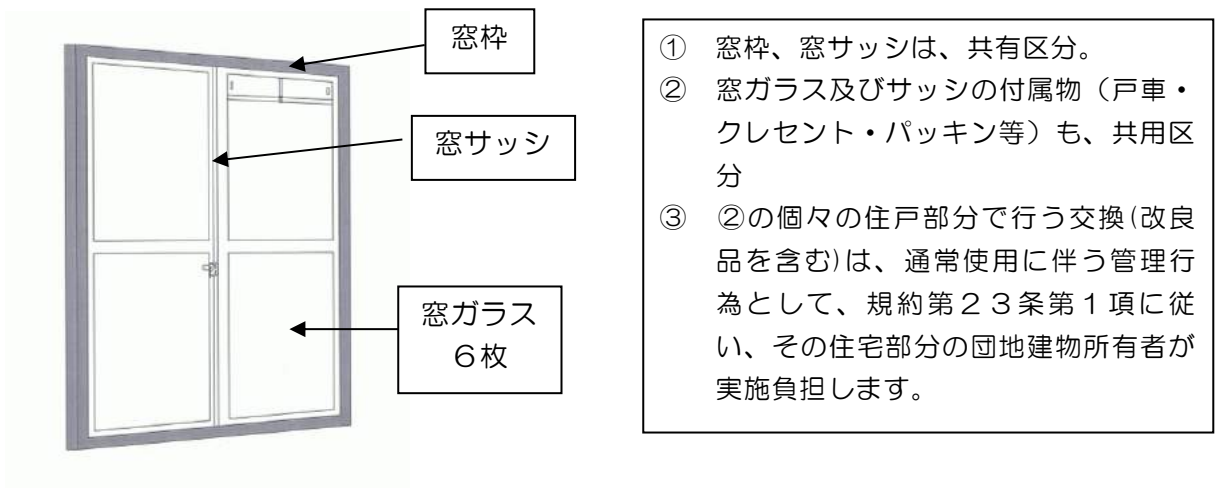 窓枠
窓サッシ
窓ガラス
６枚
① 窓枠、窓サッシは、共有区分。
② 窓ガラス及びサッシの付属物（戸車・
クレセント・パッキン等）も、共用区
分
③ ②の個々の住戸部分で行う交換(改良
品を含む)は、通常使用に伴う管理行
為として、規約第２３条第１項に従
い、その住宅部分の団地建物所有者が
実施負担します。